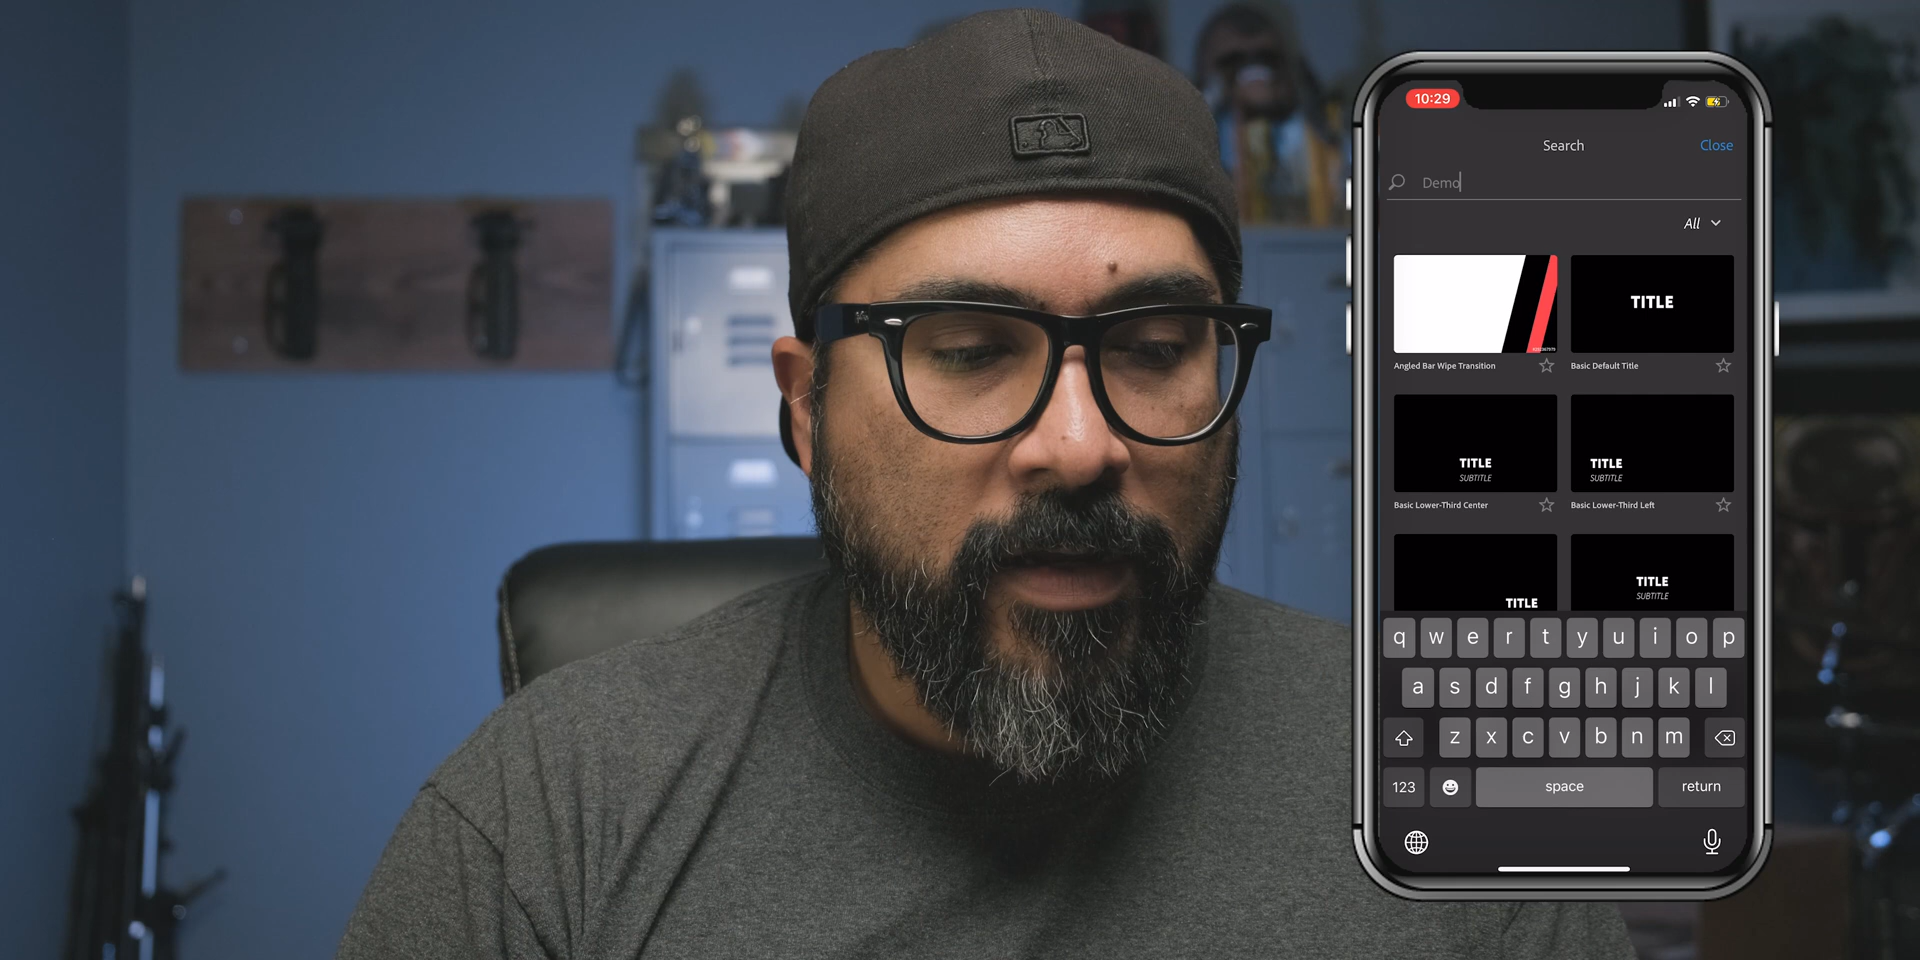 10:29
Search
Close
Demo
All
TITLE
Angled Bar Wipe Transition
Basic Default Title
TITLE
SUBTITLE
TITLE
SUBTITLE
Basic Lower-Third Center
Basic Lower-Third Left
TITLE
TITLE
SUBTITLE
q w e r t y u i o p
a s d f g h j k l
z x c v b n m
123
space
return